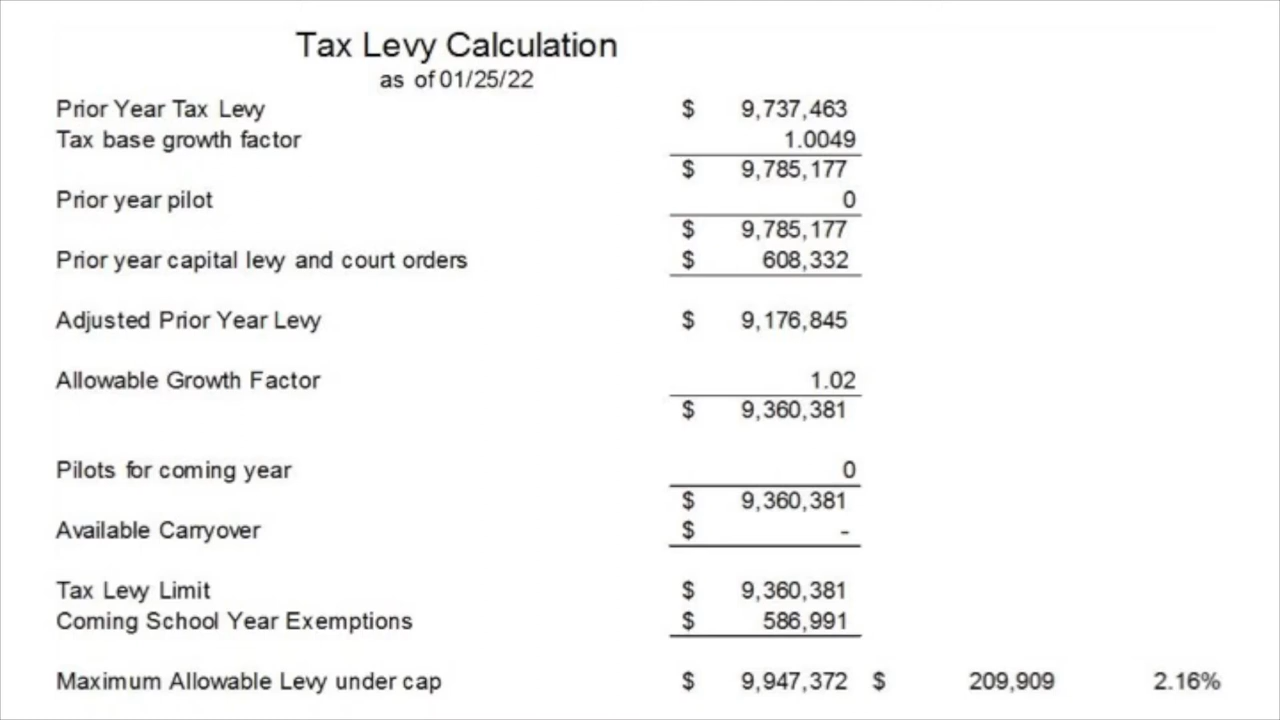 Tax Levy Calculation
as of 01/25/22
Prior Year Tax Levy $ 9,737,463
Tax base growth factor 1.0049
$ 9,785,177
Prior year pilot 0
$ 9,785,177
Prior year capital levy and court orders $ 608,332
Adjusted Prior Year Levy $ 9,176,845
Allowable Growth Factor 1.02
$ 9,360,381
Pilots for coming year 0
$ 9,360,381
Available Carryover $ -
Tax Levy Limit $ 9,360,381
Coming School Year Exemptions $ 586,991
Maximum Allowable Levy under cap $ 9,947,372 $ 209,909 2.16%